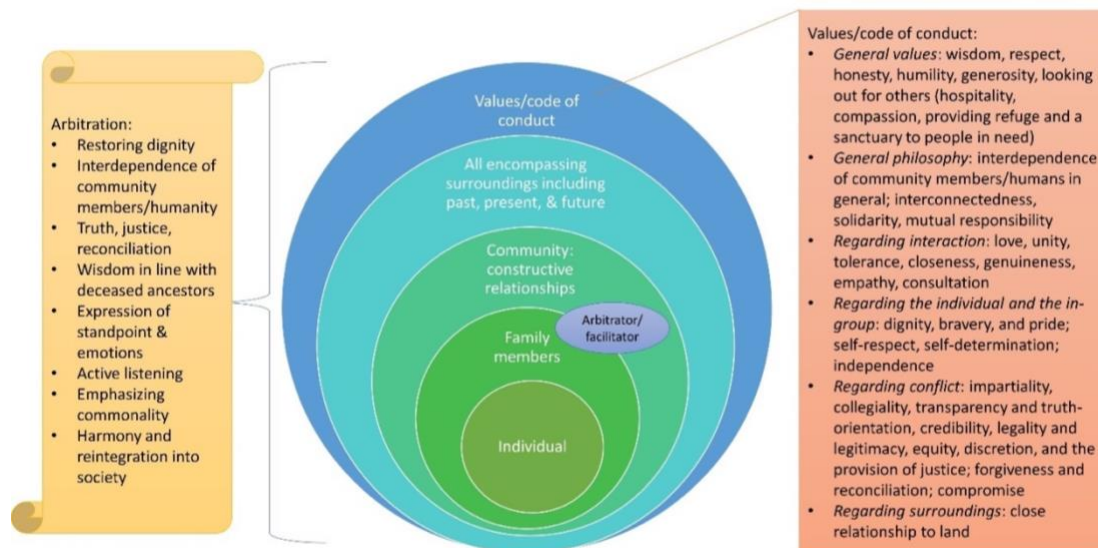 Arbitration:
• Restoring dignity
• Interdependence of
community
members/humanity
• Truth, justice,
reconciliation
• Wisdom in line with
deceased ancestors
• Expression of
standpoint &
emotions
• Active listening
• Emphasizing
commonality
• Harmony and
reintegration into
society
Values/code of
conduct
All encompassing
surroundings including
past, present, & future
Community:
constructive
relationships
Arbitrator/
facilitator
Family
members
Individual
Values/code of conduct:
• General values: wisdom, respect,
honesty, humility, generosity, looking
out for others (hospitality,
compassion, providing refuge and a
sanctuary to people in need)
• General philosophy: interdependence
of community members/humans in
general; interconnectedness,
solidarity, mutual responsibility
• Regarding interaction: love, unity,
tolerance, closeness, genuineness,
empathy, consultation
• Regarding the individual and the in-
group: dignity, bravery, and pride;
self-respect, self-determination;
independence
• Regarding conflict: impartiality,
collegiality, transparency and truth-
orientation, credibility, legality and
legitimacy, equity, discretion, and the
provision of justice; forgiveness and
reconciliation; compromise
• Regarding surroundings: close
relationship to land